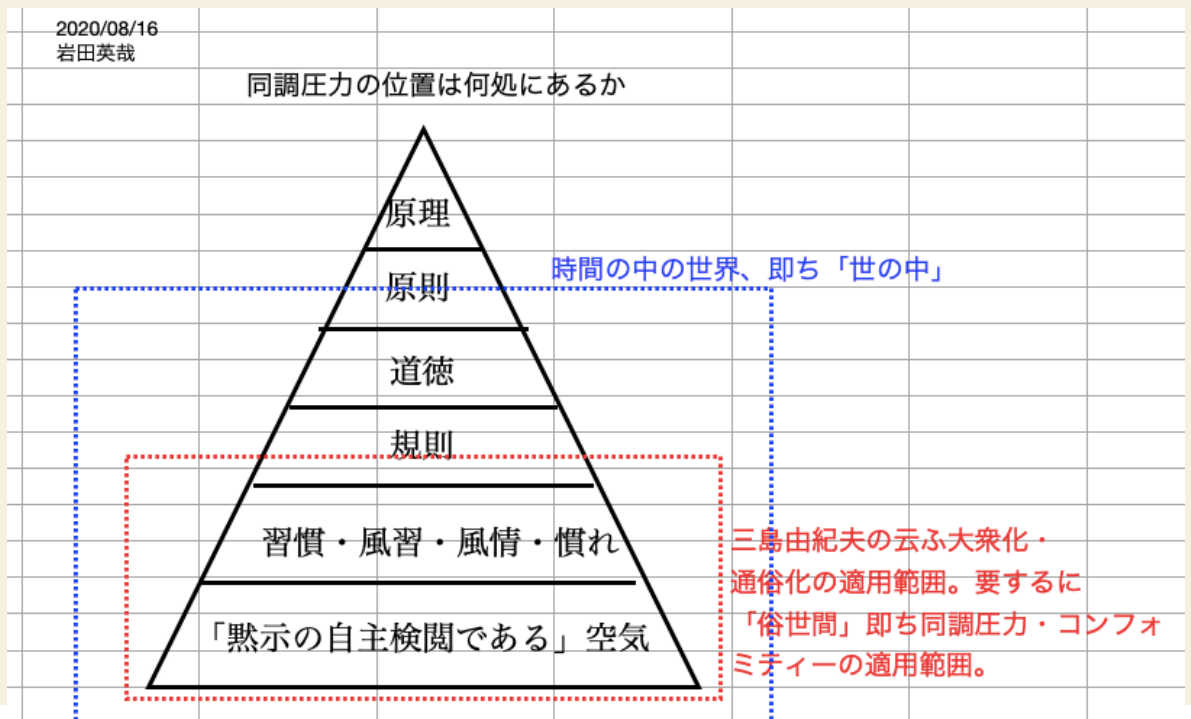 2020/08/16
岩田英哉
同調圧力の位置は何処にあるか
原理
時間の中の世界、即ち「世の中」
原則
道徳
規則
習慣・風習・風情・慣れ
三島由紀夫の云ふ大衆化・
通俗化の適用範囲。要するに
「俗世間」即ち同調圧力・コンフォ
ミティーの適用範囲。
「黙示の自主検閲である」空気